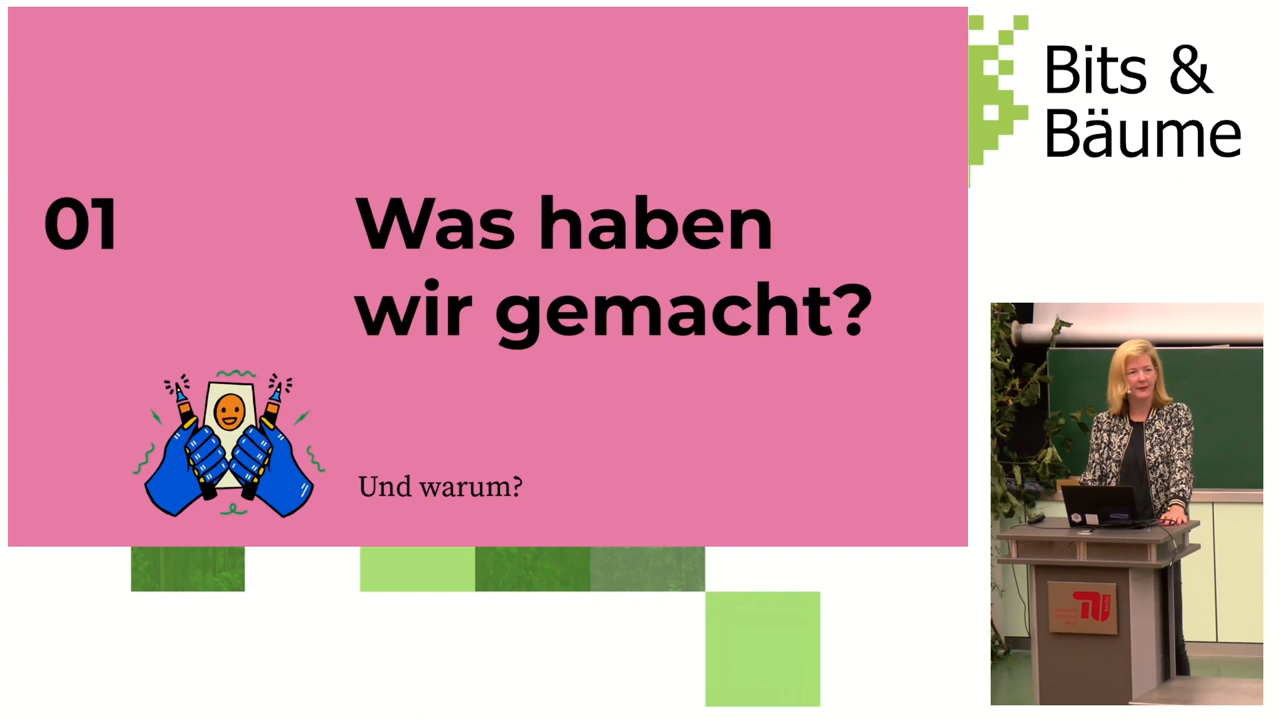 01
Was haben
wir gemacht?
Und warum?
Bits &
Bäume